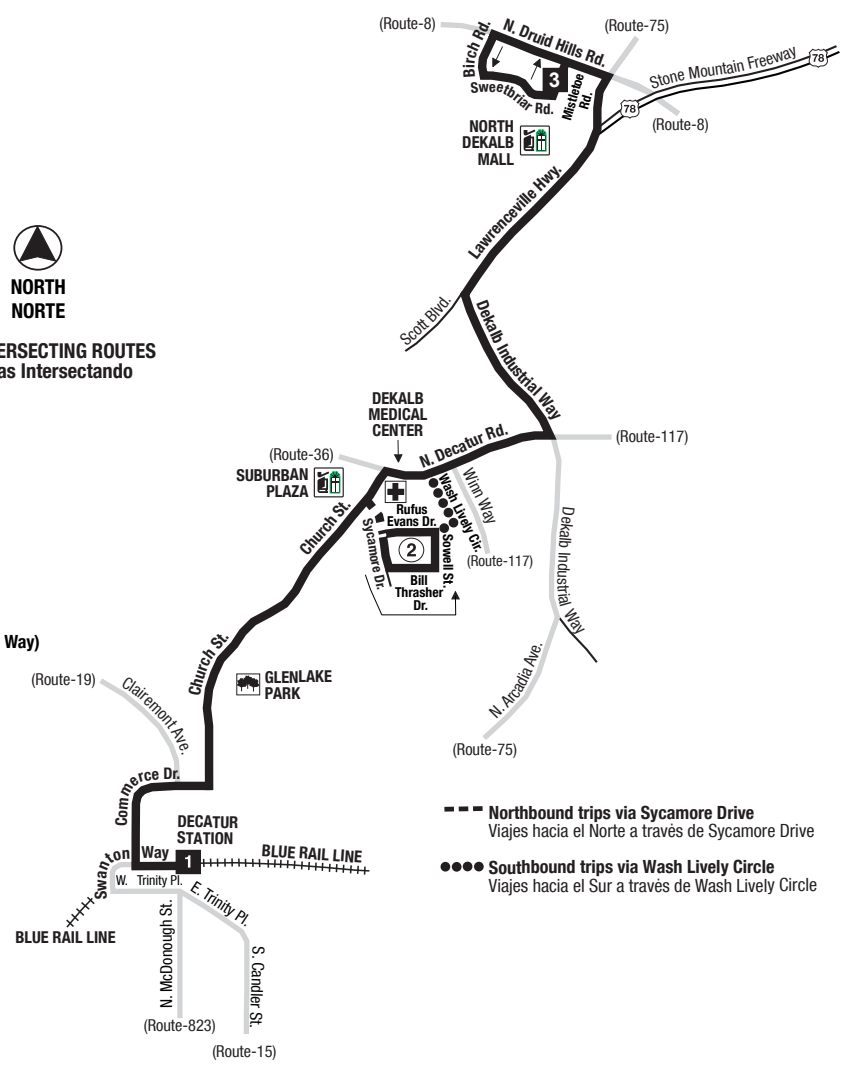 (Route-8)
N. Druid Hills Rd.
(Route-75)
Birch Rd.
3
Sweetbriar Rd.
Mistletoe
Rd.
Stone Mountain Freeway
78
78
(Route-8)
NORTH
DEKALB
MALL
Lawrenceville Hwy.
NORTH
NORTE
ERSECTING ROUTES
as Intersectando
Scott Blvd.
Dekalb Industrial Way
DEKALB
MEDICAL
CENTER
N. Decatur Rd.
(Route-117)
(Route-36)
SUBURBAN
PLAZA
Church St.
Rufus
Evans Dr.
Wash Lively Cir.
Winn Way
Sycamore Dr.
2
Sowell St.
(Route-117)
Bill
Thrasher
Dr.
Dekalb Industrial Way
Way)
Church St.
N. Arcadia Ave.
(Route-75)
GLENLAKE
PARK
(Route-19)
Clairemont Ave.
Commerce Dr.
DECATUR
STATION
Swanton Way
1
BLUE RAIL LINE
W. Trinity Pl.
E. Trinity Pl.
BLUE RAIL LINE
N. McDonough St.
S. Candler St.
(Route-823)
(Route-15)
Northbound trips via Sycamore Drive
Viajes hacia el Norte a través de Sycamore Drive
Southbound trips via Wash Lively Circle
Viajes hacia el Sur a través de Wash Lively Circle